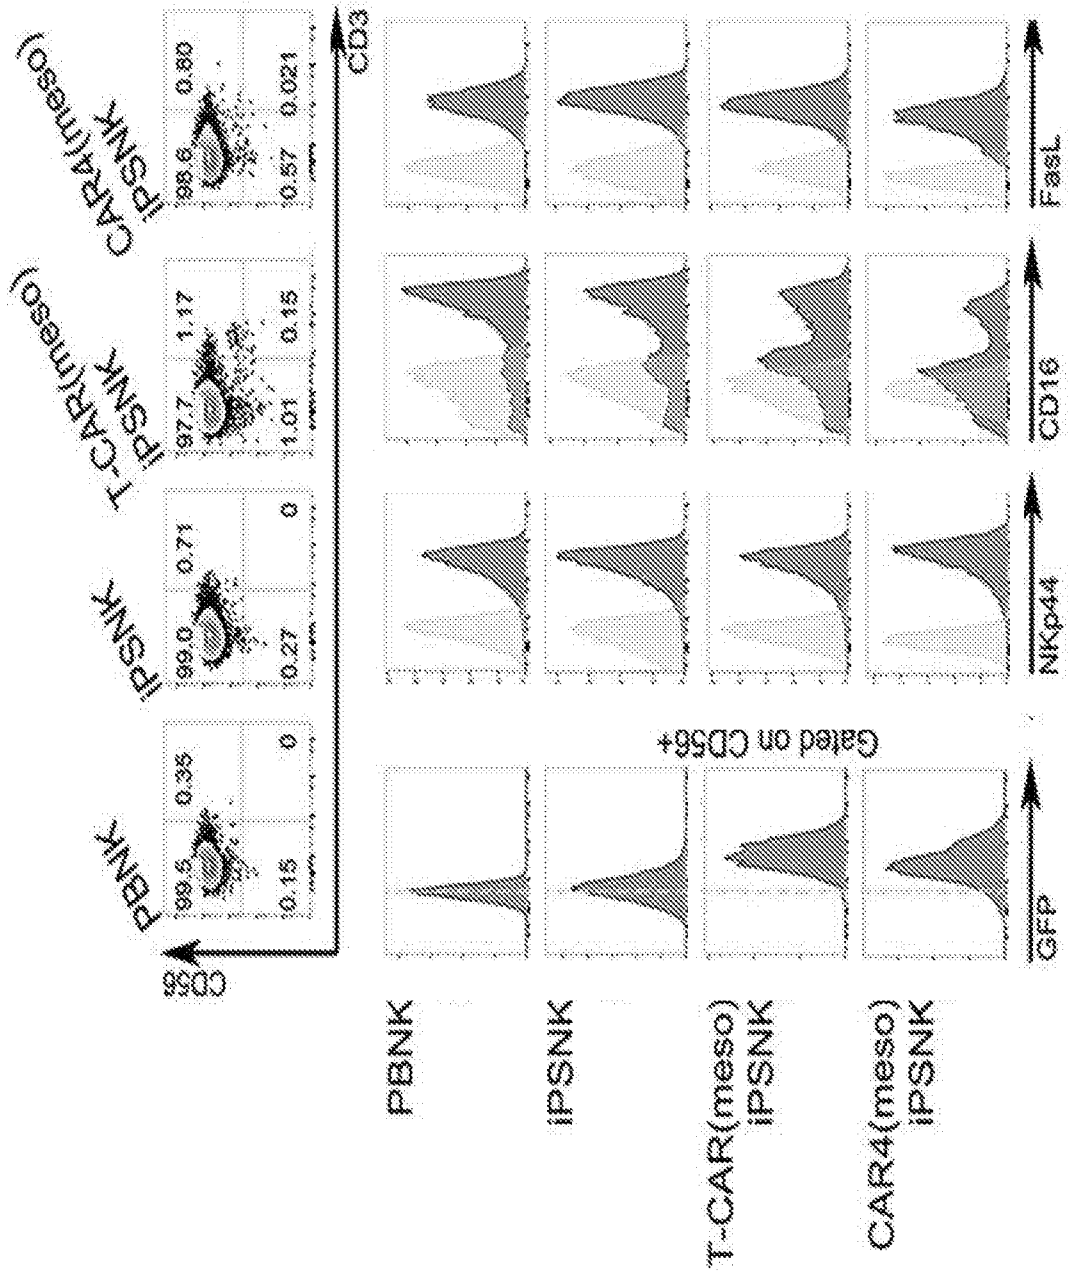 PBNK
iPSNK
T-CAR(meso)
iPSNK
CAR4(meso)
iPSNK
CD56
99.5
0.35
0.15
0
99.0
0.71
0.27
0
97.7
1.17
1.01
0.15
98.6
0.80
0.57
0.021
CD3
PBNK
iPSNK
T-CAR(meso)
iPSNK
CAR4(meso)
iPSNK
Gated on CD56+
GFP
NKp44
CD16
FasL